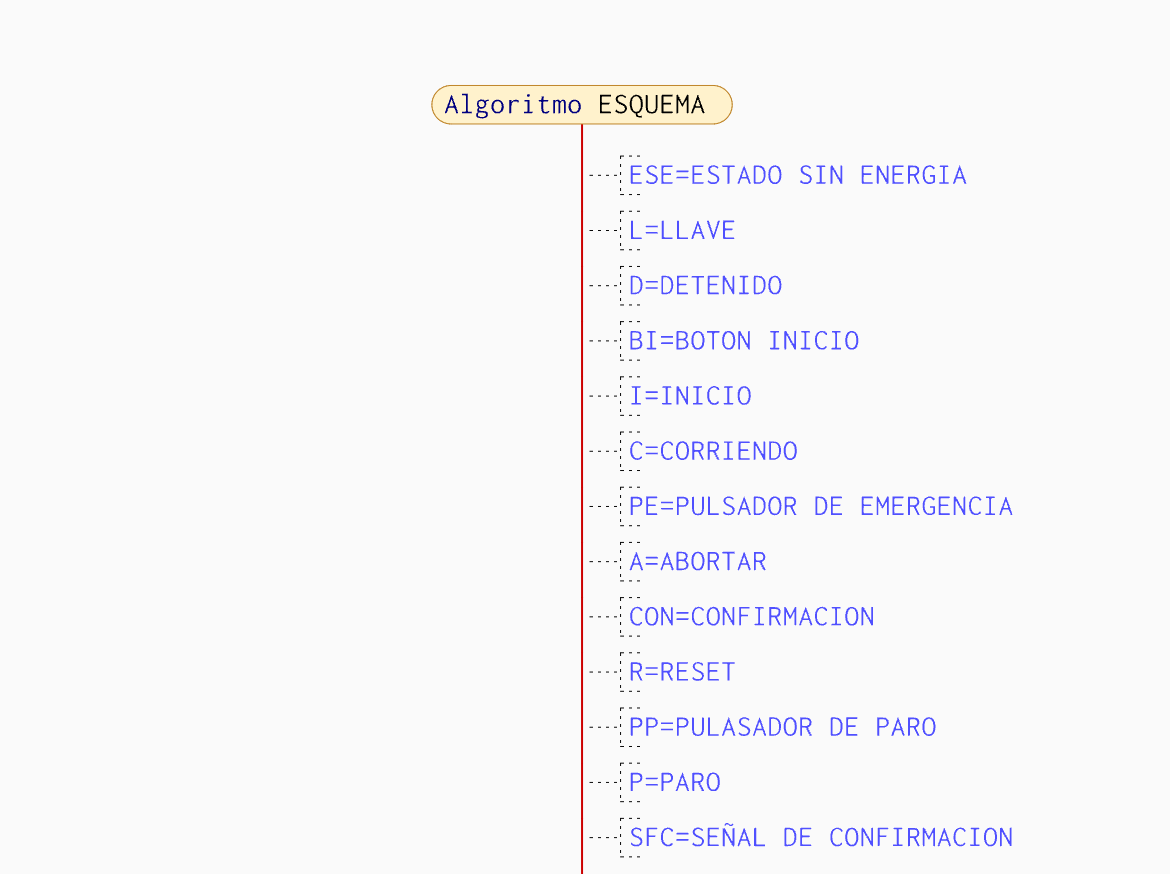 Algoritmo ESQUEMA
ESE=ESTADO SIN ENERGIA
L=LLAVE
D=DETENIDO
BI=BOTON INICIO
I=INICIO
C=CORRIENDO
PE=PULSADOR DE EMERGENCIA
A=ABORTAR
CON=CONFIRMACION
R=RESET
PP=PULASADOR DE PARO
P=PARO
SFC=SEÑAL DE CONFIRMACION